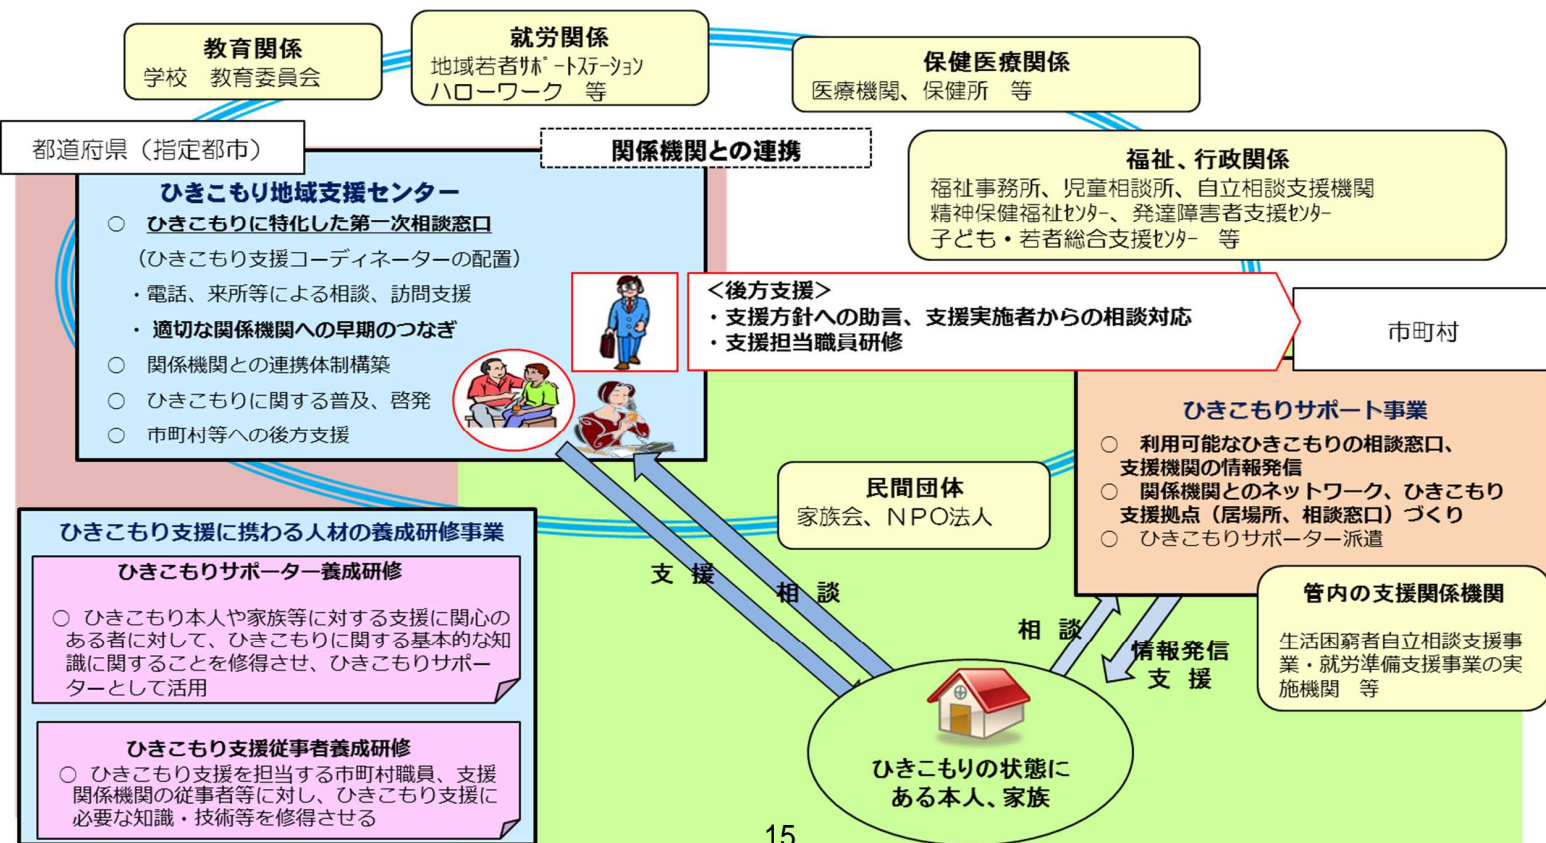 教育関係
学校　教育委員会
就労関係
地域若者ｻﾎﾟｰﾄｽﾃｰｼｮﾝ
ハローワーク　等
保健医療関係
医療機関、保健所　等
都道府県（指定都市）
関係機関との連携
福祉、行政関係
福祉事務所、児童相談所、自立相談支援機関
精神保健福祉ｾﾝﾀｰ、発達障害者支援ｾﾝﾀｰ
子ども・若者総合支援ｾﾝﾀｰ　等
ひきこもり地域支援センター
○　ひきこもりに特化した第一次相談窓口
（ひきこもり支援コーディネーターの配置）
・電話、来所等による相談、訪問支援
・適切な関係機関への早期のつなぎ
○　関係機関との連携体制構築
○　ひきこもりに関する普及、啓発
○　市町村等への後方支援
＜後方支援＞
・支援方針への助言、支援実施者からの相談対応
・支援担当職員研修
市町村
ひきこもりサポート事業
○　利用可能なひきこもりの相談窓口、
支援機関の情報発信
○　関係機関とのネットワーク、ひきこもり
支援拠点（居場所、相談窓口）づくり
○　ひきこもりサポーター派遣
民間団体
家族会、ＮＰＯ法人
管内の支援関係機関
生活困窮者自立相談支援事
業・就労準備支援事業の実
施機関　等
ひきこもり支援に携わる人材の養成研修事業
ひきこもりサポーター養成研修
○　ひきこもり本人や家族等に対する支援に関心の
ある者に対して、ひきこもりに関する基本的な知
識に関することを修得させ、ひきこもりサポー
ターとして活用
ひきこもり支援従事者養成研修
○　ひきこもり支援を担当する市町村職員、支援
関係機関の従事者等に対し、ひきこもり支援に
必要な知識・技術等を修得させる
支　援
相　談
相　談
情報発信
支　援
ひきこもりの状態に
ある本人、家族
15